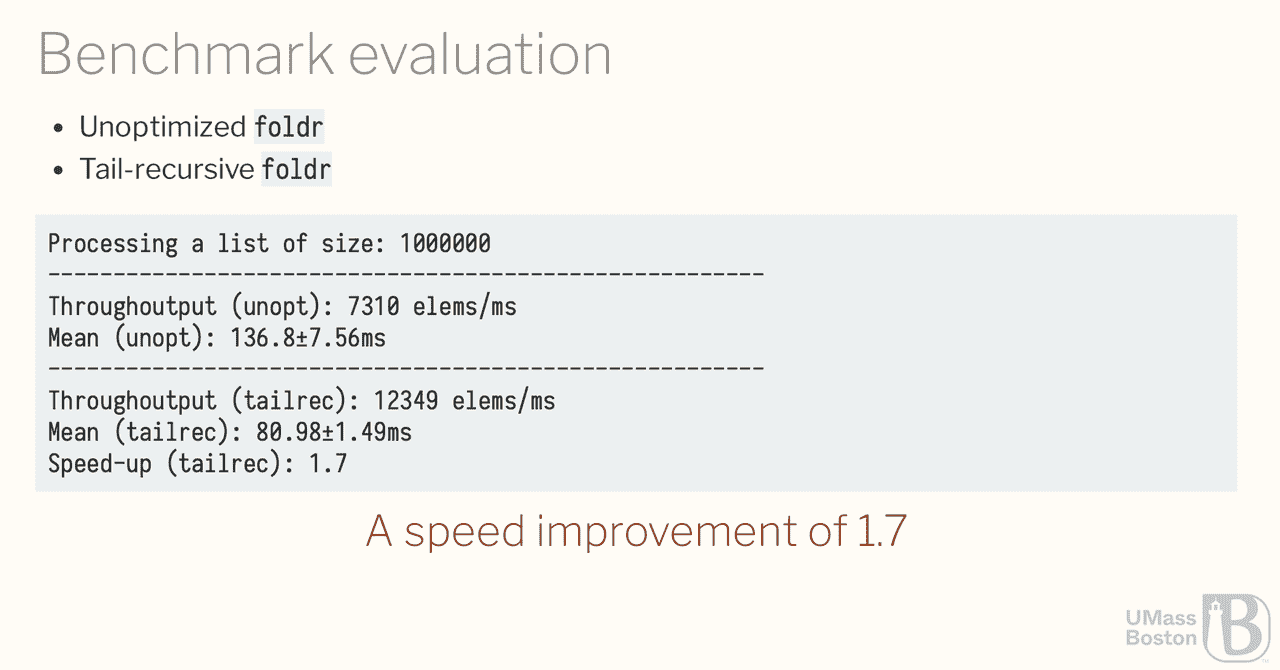 Benchmark evaluation
• Unoptimized foldr
• Tail-recursive foldr
Processing a list of size: 1000000
-------------------------------------------------------
Throughoutput (unopt): 7310 elems/ms
Mean (unopt): 136.8±7.56ms
-------------------------------------------------------
Throughoutput (tailrec): 12349 elems/ms
Mean (tailrec): 80.98±1.49ms
Speed-up (tailrec): 1.7
A speed improvement of 1.7
UMass
Boston
B
TM